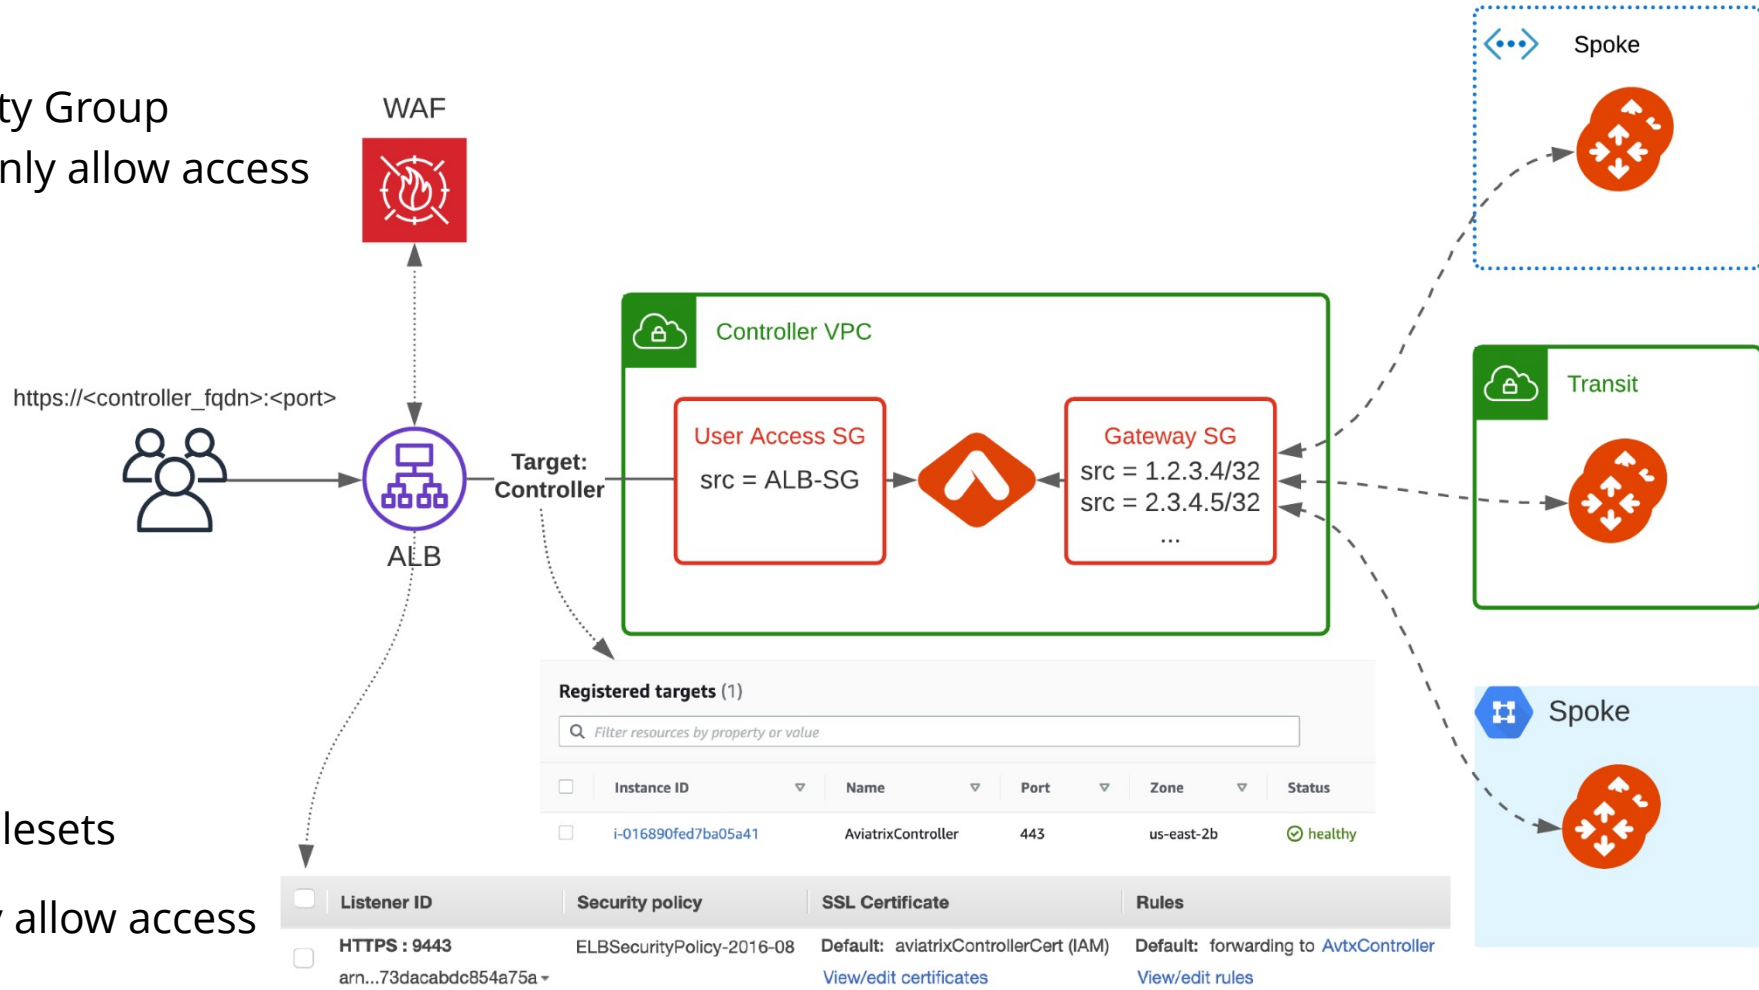 ty Group
nly allow access
WAF
https://<controller_fqdn>:<port>
ALB
Target:
Controller
Controller VPC
User Access SG
src = ALB-SG
Gateway SG
src = 1.2.3.4/32
src = 2.3.4.5/32
...
Spoke
Transit
Spoke
Registered targets (1)
Filter resources by property or value
Instance ID Name Port Zone Status
i-016890fed7ba05a41 AviatrixController 443 us-east-2b healthy
lesets
allow access
Listener ID Security policy SSL Certificate Rules
HTTPS : 9443 ELBSecurityPolicy-2016-08 Default: aviatrixControllerCert (IAM) Default: forwarding to AvtxController
arn...73dacabdc854a75a View/edit certificates View/edit rules